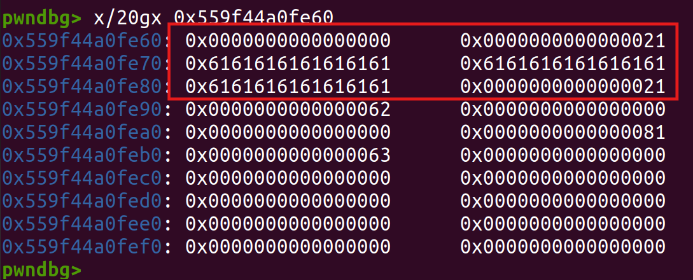 pwndbg> x/20gx 0x559f44a0fe60
0x559f44a0fe60: 0x0000000000000000 0x0000000000000021
0x559f44a0fe70: 0x6161616161616161 0x6161616161616161
0x559f44a0fe80: 0x6161616161616161 0x0000000000000021
0x559f44a0fe90: 0x0000000000000062 0x0000000000000000
0x559f44a0fea0: 0x0000000000000000 0x0000000000000081
0x559f44a0feb0: 0x0000000000000063 0x0000000000000000
0x559f44a0fec0: 0x0000000000000000 0x0000000000000000
0x559f44a0fed0: 0x0000000000000000 0x0000000000000000
0x559f44a0fee0: 0x0000000000000000 0x0000000000000000
0x559f44a0fef0: 0x0000000000000000 0x0000000000000000
pwndbg>